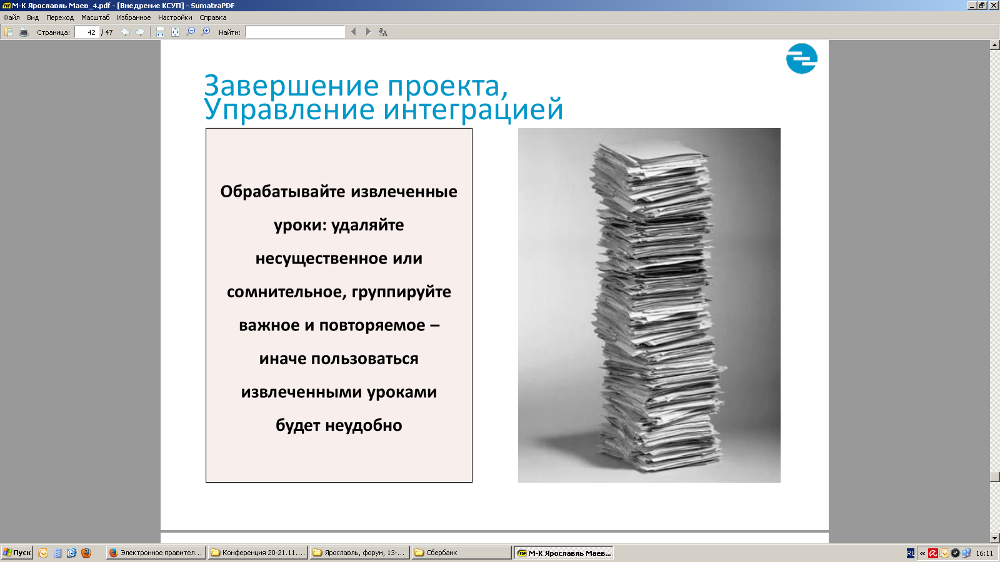 М-К Ярославль Маев_4.pdf - [Внедрение КСУП] - SumatraPDF
Файл Вид Переход Масштаб Избранное Настройки Справка
Страница: 42 / 47 Найти:
Завершение проекта,
Управление интеграцией
Обрабатывайте извлеченные
уроки: удаляйте
несущественное или
сомнительное, группируйте
важное и повторяемое –
иначе пользоваться
извлеченными уроками
будет неудобно
Пуск Электронное правител... Конференция 20-21.11.... Ярославль, форум, 13-... Сбербанк М-К Ярославль Маев... RU « 16:11